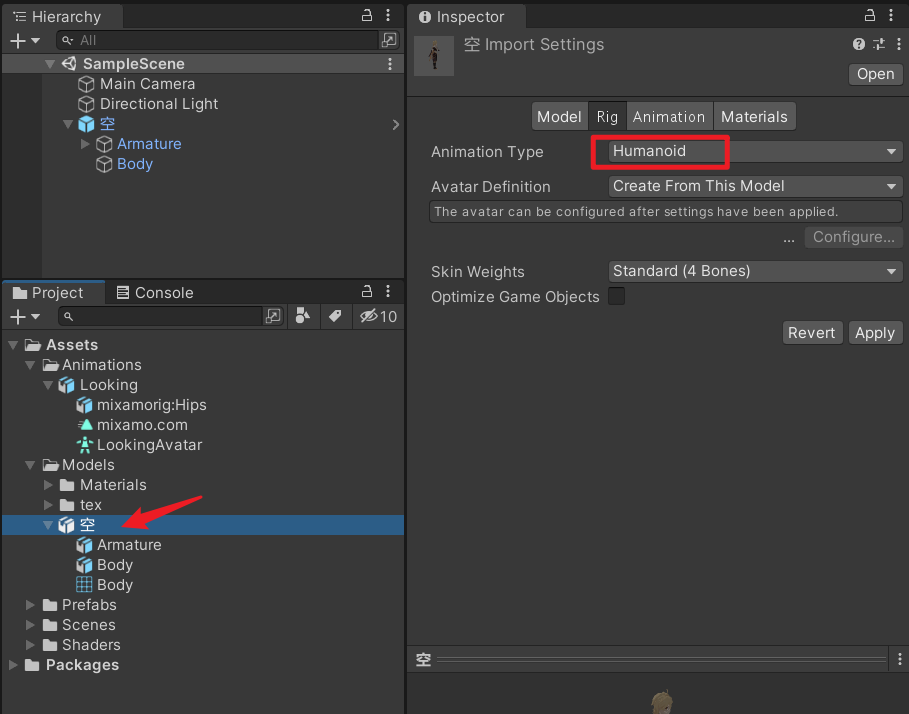 Hierarchy
All
SampleScene
Main Camera
Directional Light
空
Armature
Body
Project
Console
10
Assets
Animations
Looking
mixamorig:Hips
mixamo.com
LookingAvatar
Models
Materials
tex
空
Armature
Body
Body
Prefabs
Scenes
Shaders
Packages
Inspector
空 Import Settings
Open
Model Rig Animation Materials
Animation Type Humanoid
Avatar Definition Create From This Model
The avatar can be configured after settings have been applied.
... Configure...
Skin Weights Standard (4 Bones)
Optimize Game Objects
Revert Apply
空